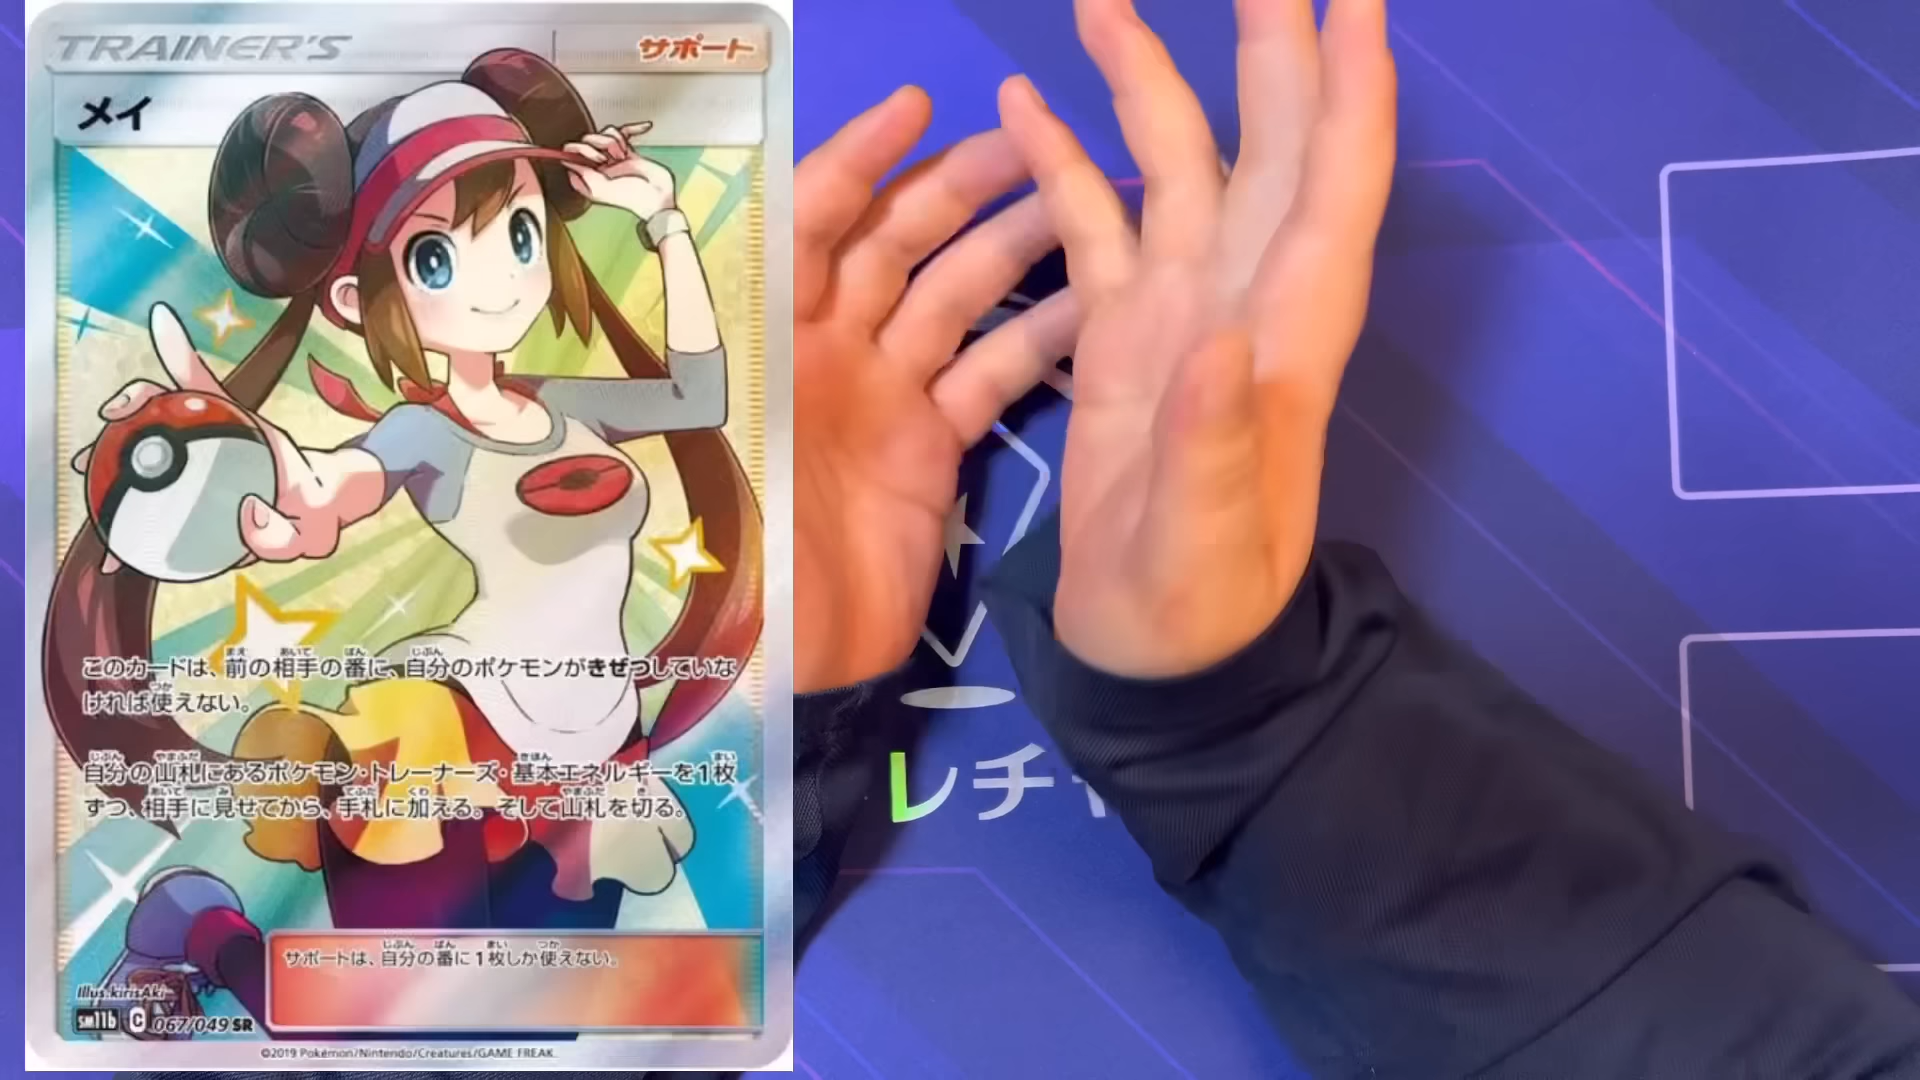 TRAINER'S
サポート
メイ
このカードは、前の相手の番に、自分のポケモンがきぜつしていな
ければ使えない。
自分の山札にあるポケモン・トレーナーズ・基本エネルギーを1枚
ずつ、相手に見せてから、手札に加える。そして山札を切る。
サポートは、自分の番に1枚しか使えない。
Illus.kirisAki
sm11b C 067/049 SR
©2019 Pokémon/Nintendo/Creatures/GAME FREAK.
レチ